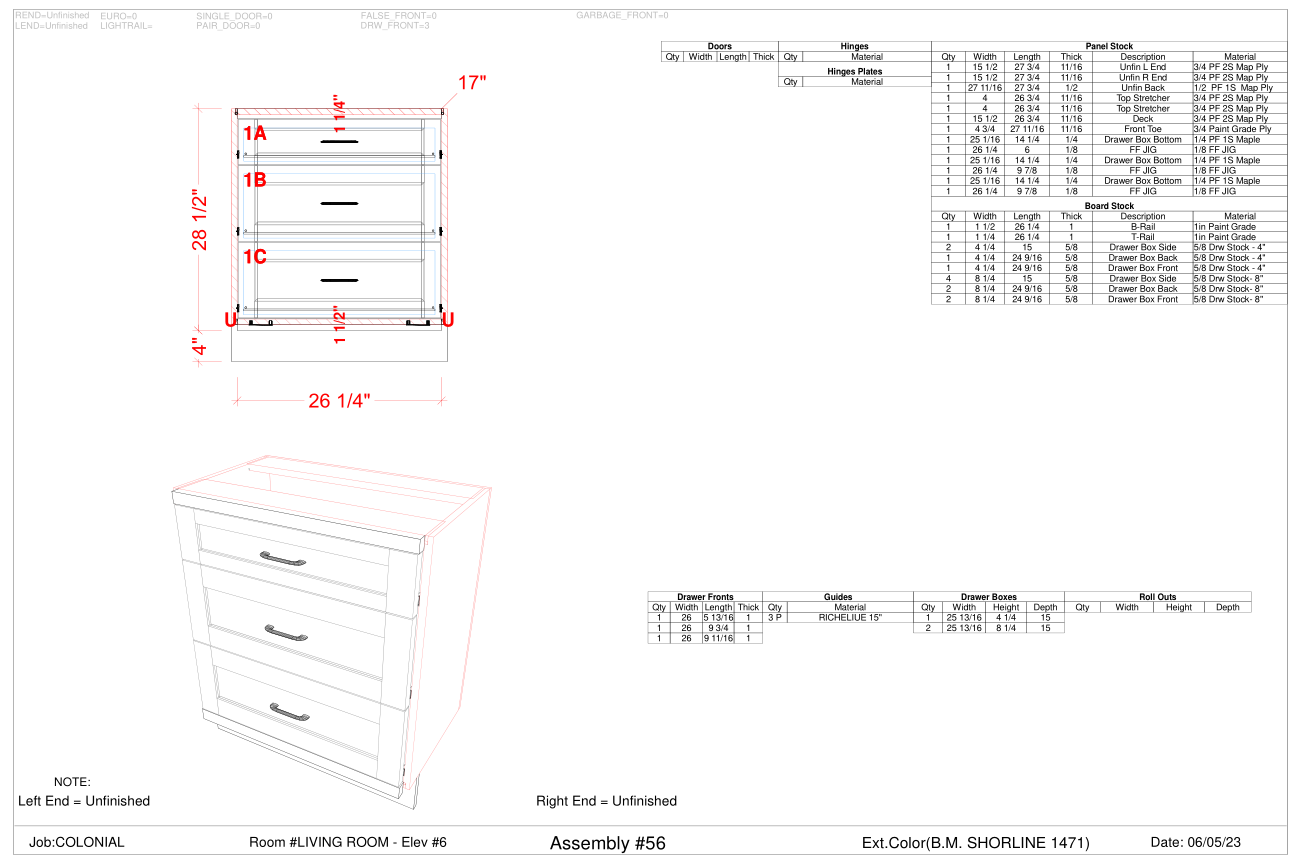 REND=Unfinished EURO=0 SINGLE_DOOR=0 FALSE_FRONT=0 GARBAGE_FRONT=0
LEND=Unfinished LIGHTRAIL= PAIR_DOOR=0 DRW_FRONT=3
17"
1 1/4"
1A
1B
28 1/2"
1C
U U
1 1/2"
4"
26 1/4"
Doors
Qty Width Length Thick
Hinges
Qty Material
Hinges Plates
Qty Material
Panel Stock
Qty Width Length Thick Description Material
1 15 1/2 27 3/4 11/16 Unfin L End 3/4 PF 2S Map Ply
1 15 1/2 27 3/4 11/16 Unfin R End 3/4 PF 2S Map Ply
1 27 11/16 27 3/4 1/2 Unfin Back 1/2 PF 1S Map Ply
1 4 26 3/4 11/16 Top Stretcher 3/4 PF 2S Map Ply
1 4 26 3/4 11/16 Top Stretcher 3/4 PF 2S Map Ply
1 15 1/2 26 3/4 11/16 Deck 3/4 PF 2S Map Ply
1 4 3/4 27 11/16 11/16 Front Toe 3/4 Paint Grade Ply
1 25 1/16 14 1/4 1/4 Drawer Box Bottom 1/4 PF 1S Maple
1 26 1/4 6 1/8 FF JIG 1/8 FF JIG
1 25 1/16 14 1/4 1/4 Drawer Box Bottom 1/4 PF 1S Maple
1 26 1/4 9 7/8 1/8 FF JIG 1/8 FF JIG
1 25 1/16 14 1/4 1/4 Drawer Box Bottom 1/4 PF 1S Maple
1 26 1/4 9 7/8 1/8 FF JIG 1/8 FF JIG
Board Stock
Qty Width Length Thick Description Material
1 1 1/2 26 1/4 1 B-Rail 1in Paint Grade
1 1 1/4 26 1/4 1 T-Rail 1in Paint Grade
2 4 1/4 15 5/8 Drawer Box Side 5/8 Drw Stock - 4"
1 4 1/4 24 9/16 5/8 Drawer Box Back 5/8 Drw Stock - 4"
1 4 1/4 24 9/16 5/8 Drawer Box Front 5/8 Drw Stock - 4"
4 8 1/4 15 5/8 Drawer Box Side 5/8 Drw Stock- 8"
2 8 1/4 24 9/16 5/8 Drawer Box Back 5/8 Drw Stock- 8"
2 8 1/4 24 9/16 5/8 Drawer Box Front 5/8 Drw Stock- 8"
Drawer Fronts
Qty Width Length Thick
1 26 5 13/16 1
1 26 9 3/4 1
1 26 9 11/16 1
Guides
Qty Material
3 P RICHELIUE 15"
Drawer Boxes
Qty Width Height Depth
1 25 13/16 4 1/4 15
2 25 13/16 8 1/4 15
Roll Outs
Qty Width Height Depth
NOTE:
Left End = Unfinished Right End = Unfinished
Job:COLONIAL Room #LIVING ROOM - Elev #6 Assembly #56 Ext.Color(B.M. SHORLINE 1471) Date: 06/05/23